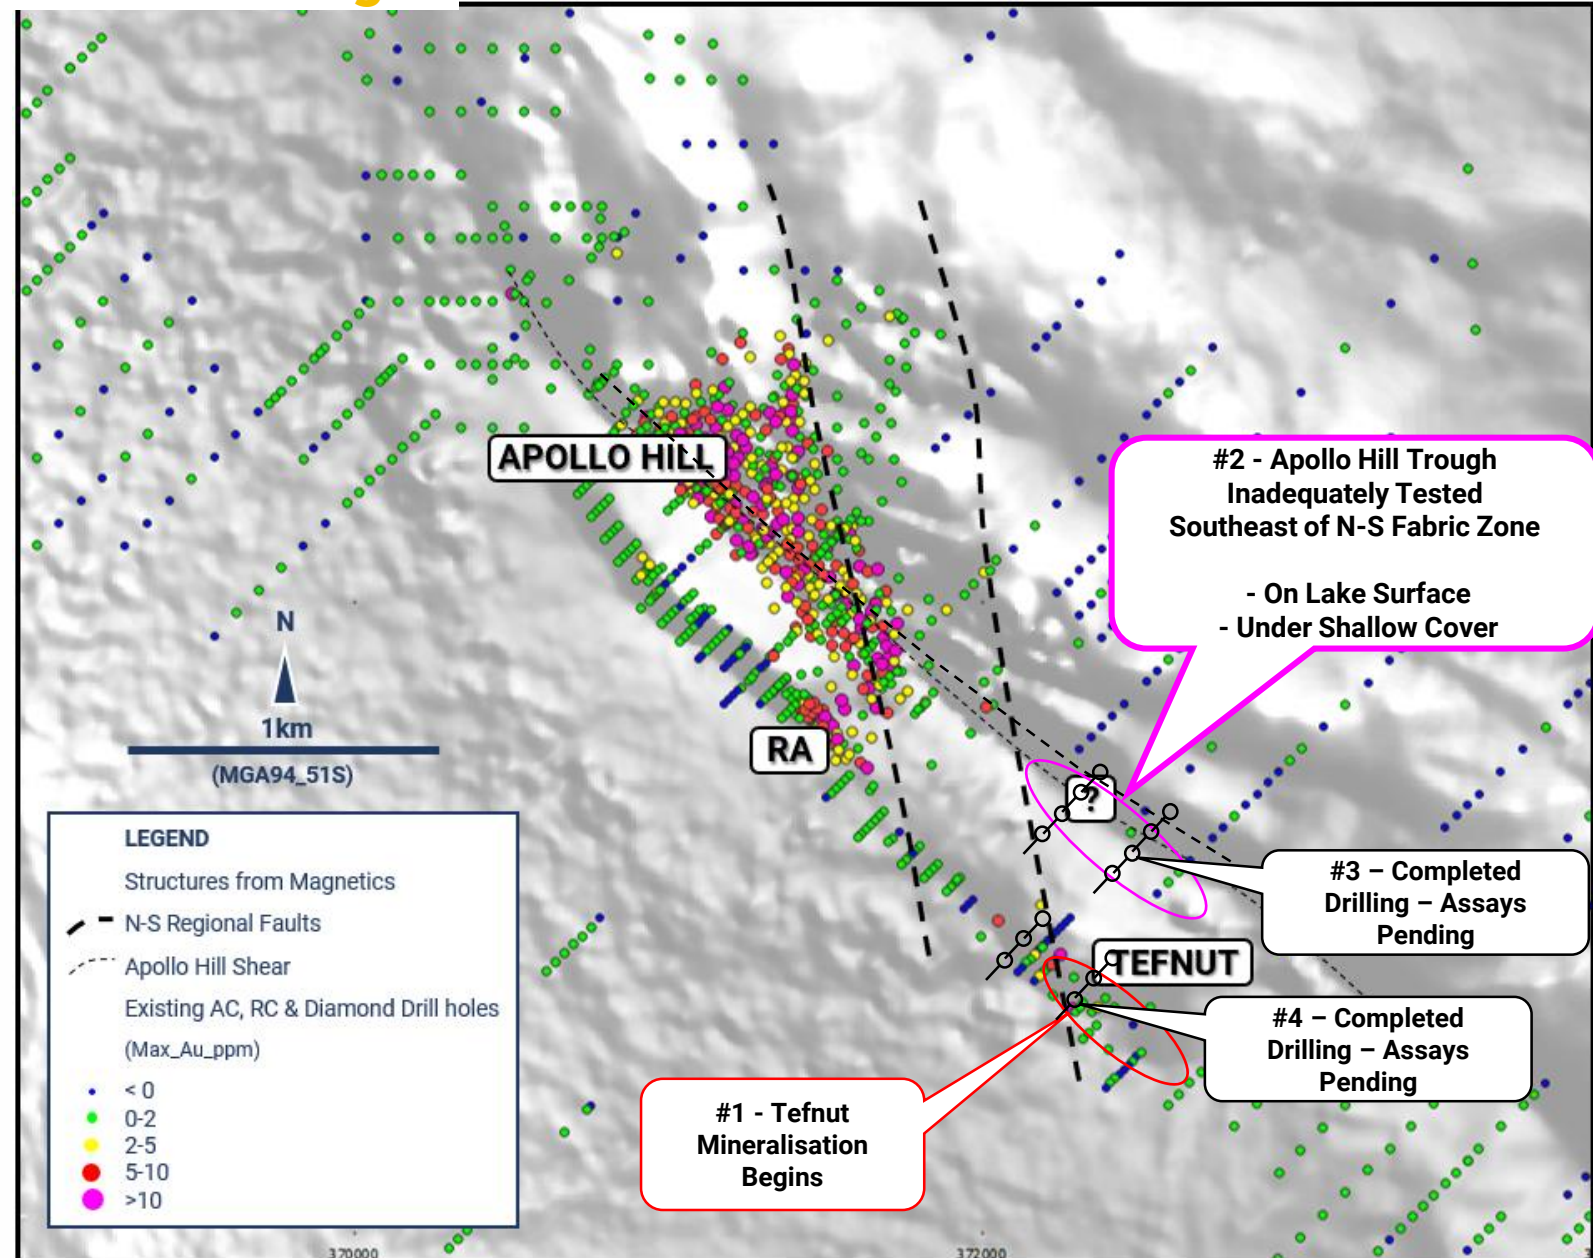 APOLLO HILL
#2 - Apollo Hill Trough
Inadequately Tested
Southeast of N-S Fabric Zone
- On Lake Surface
- Under Shallow Cover
N
1km
(MGA94_51S)
RA
?
LEGEND
Structures from Magnetics
N-S Regional Faults
Apollo Hill Shear
Existing AC, RC & Diamond Drill holes
(Max_Au_ppm)
< 0
0-2
2-5
5-10
>10
#3 – Completed
Drilling – Assays
Pending
TEFNUT
#4 – Completed
Drilling – Assays
Pending
#1 - Tefnut
Mineralisation
Begins
370000
372000